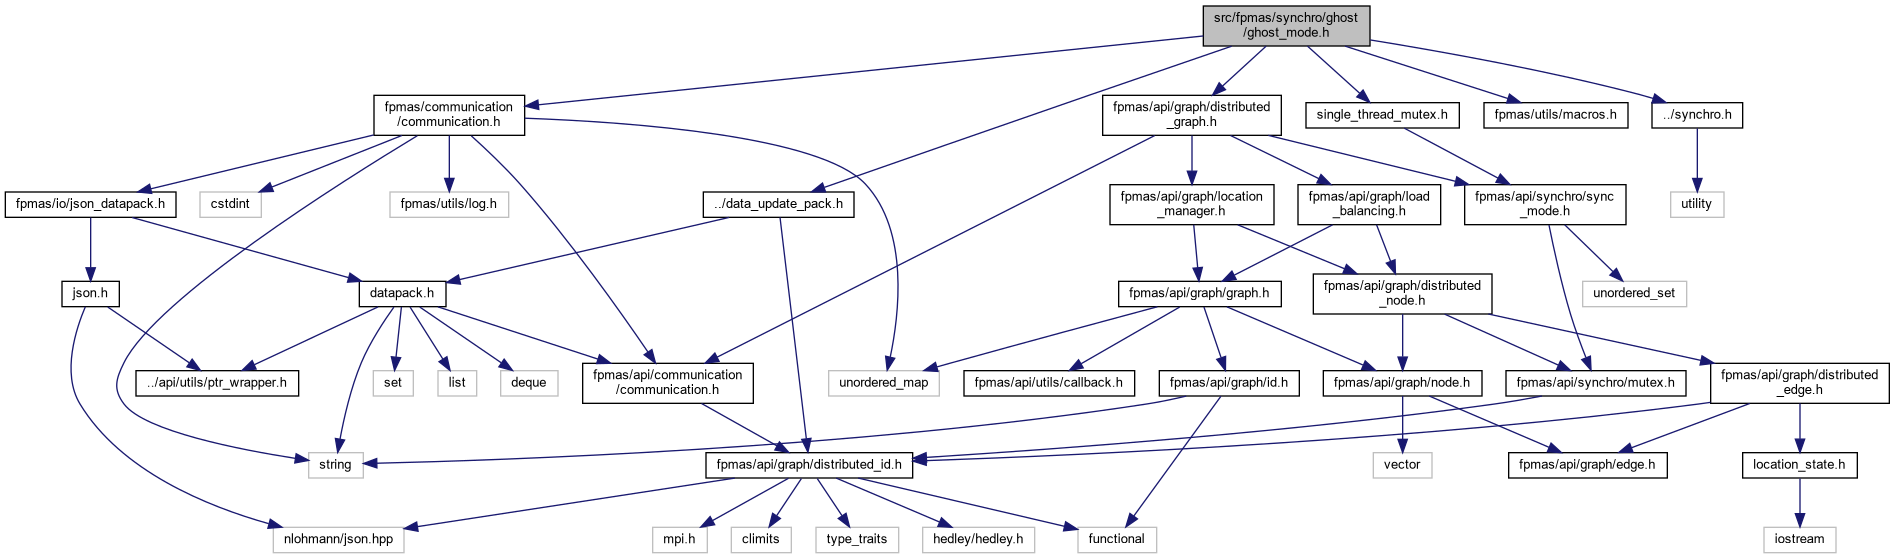 src/fpmas/synchro/ghost
/ghost_mode.h
fpmas/communication
/communication.h
fpmas/api/graph/distributed
_graph.h
single_thread_mutex.h
fpmas/utils/macros.h
../synchro.h
fpmas/io/json_datapack.h
cstdint
fpmas/utils/log.h
../data_update_pack.h
fpmas/api/graph/location
_manager.h
fpmas/api/graph/load
_balancing.h
fpmas/api/synchro/sync
_mode.h
utility
json.h
datapack.h
fpmas/api/graph/graph.h
fpmas/api/graph/distributed
_node.h
unordered_set
../api/utils/ptr_wrapper.h
set
list
deque
fpmas/api/communication
/communication.h
unordered_map
fpmas/api/utils/callback.h
fpmas/api/graph/id.h
fpmas/api/graph/node.h
fpmas/api/synchro/mutex.h
fpmas/api/graph/distributed
_edge.h
string
fpmas/api/graph/distributed_id.h
vector
fpmas/api/graph/edge.h
location_state.h
nlohmann/json.hpp
mpi.h
climits
type_traits
hedley/hedley.h
functional
iostream